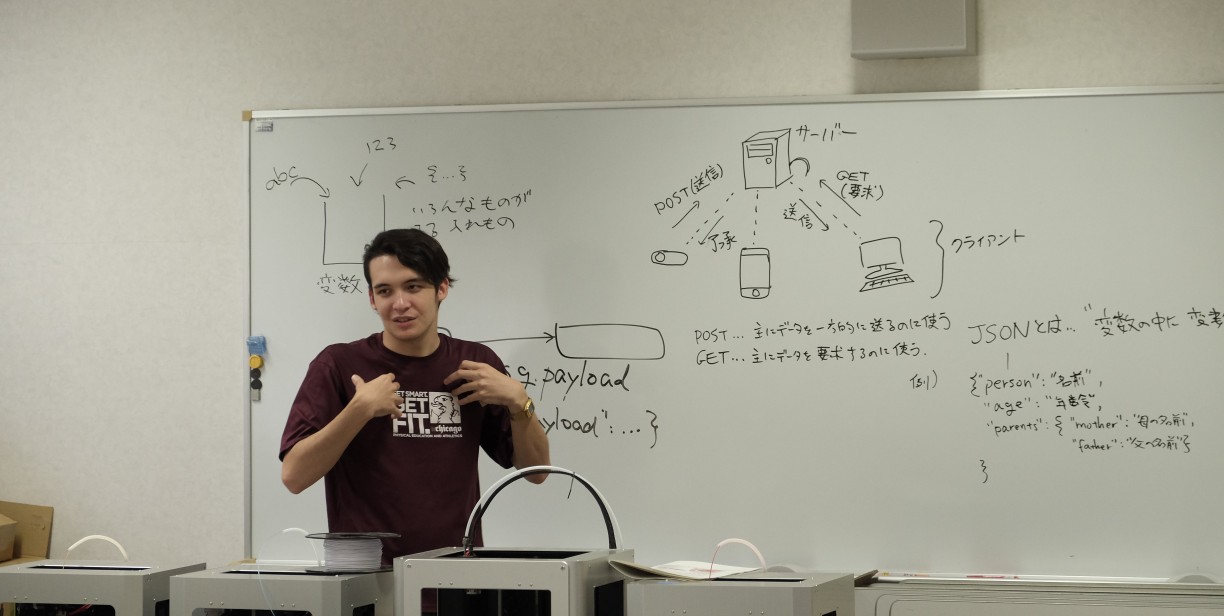 123
abc
{...}
いろんなものが
入れもの
変数
サーバー
POST(送信)
了承
GET
(要求)
送信
クライアント
POST... 主にデータを一方的に送るのに使う
GET... 主にデータを要求するのに使う.
.payload
yload": ... }
JSONとは... "変数の中に 変数
例)
{"person": "名前",
"age": "年齢",
"parents": { "mother": "母の名前",
"father": "父の名前"}
}
GET SMART.
GET
FIT.
chicago
PHYSICAL EDUCATION AND ATHLETICS